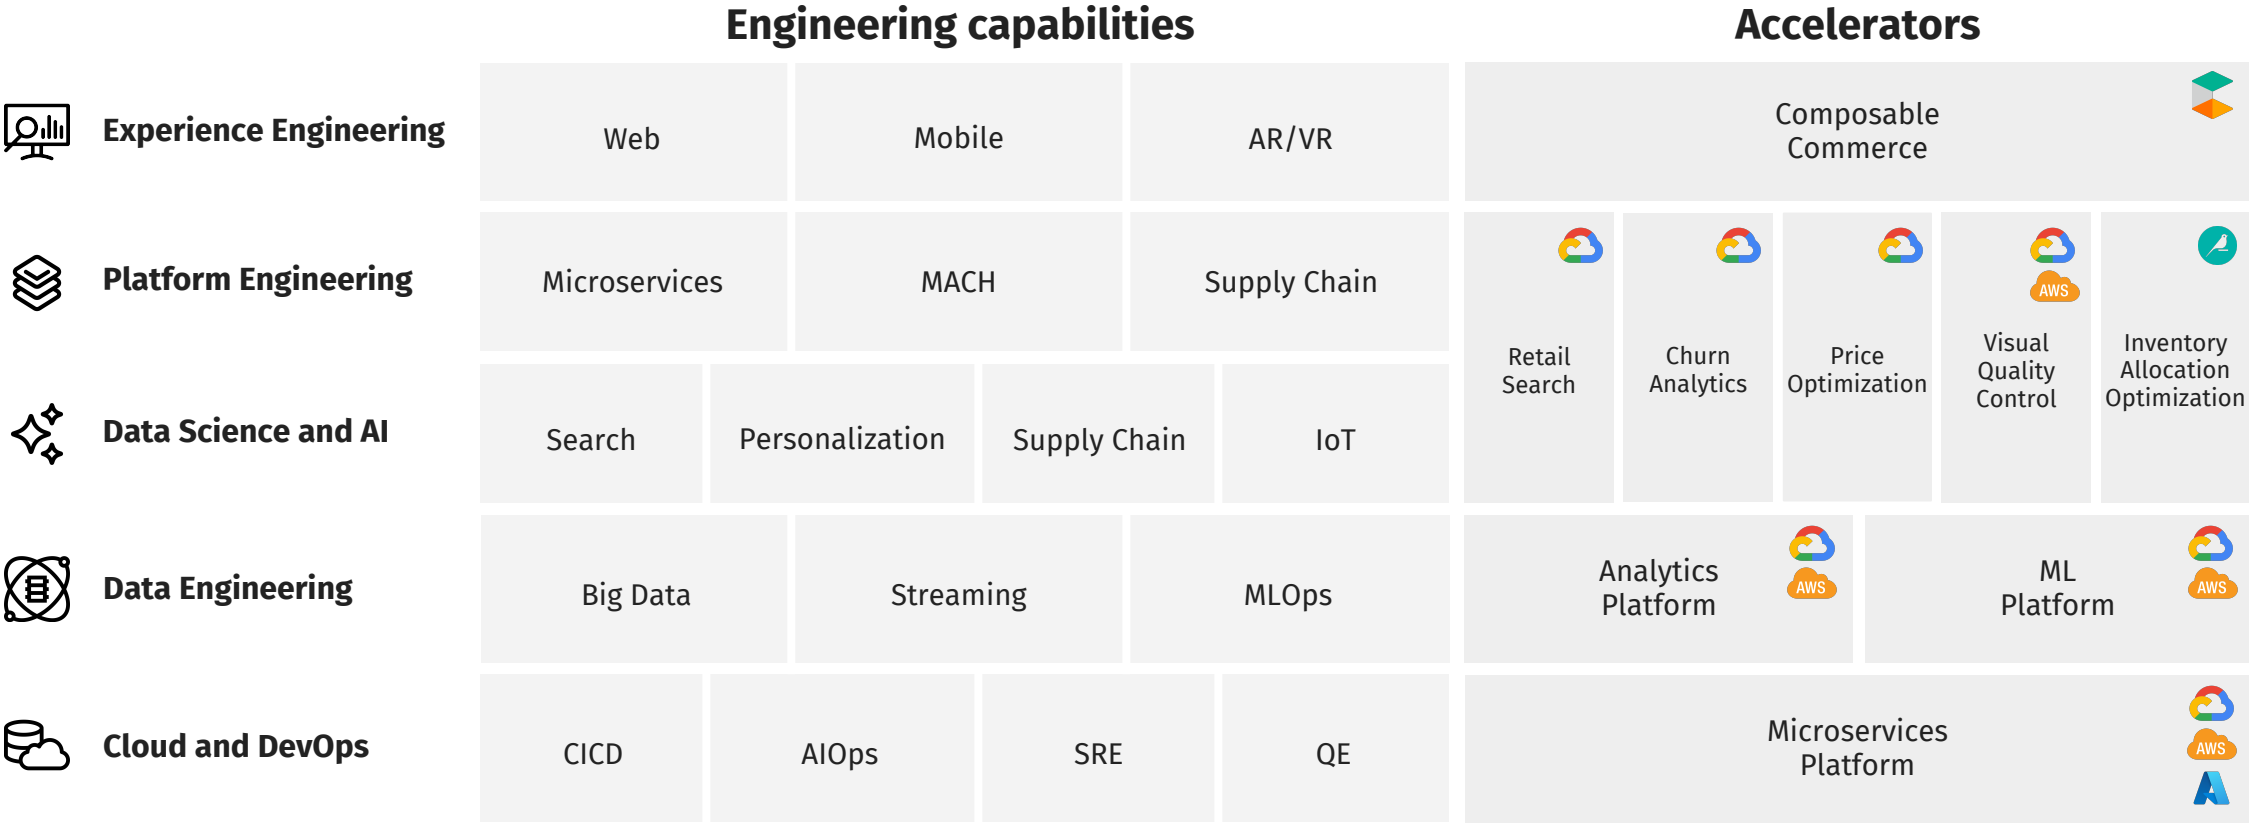 Engineering capabilities
Accelerators
Experience Engineering
Web
Mobile
AR/VR
Composable
Commerce
Platform Engineering
Microservices
MACH
Supply Chain
Data Science and AI
Search
Personalization
Supply Chain
IoT
Retail
Search
Churn
Analytics
Price
Optimization
AWS
Visual
Quality
Control
Inventory
Allocation
Optimization
Data Engineering
Big Data
Streaming
MLOps
Analytics
Platform
AWS
ML
Platform
AWS
Cloud and DevOps
CICD
AIOps
SRE
QE
Microservices
Platform
AWS